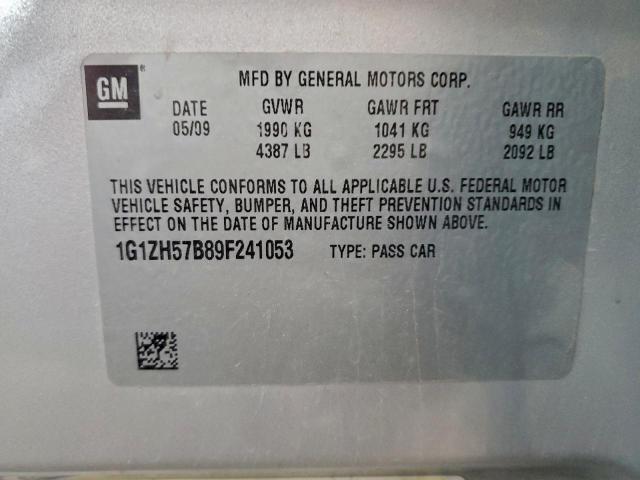 GM
MFD BY GENERAL MOTORS CORP.
DATE GVWR GAWR FRT GAWR RR
05/09 1990 KG 1041 KG 949 KG
4387 LB 2295 LB 2092 LB
THIS VEHICLE CONFORMS TO ALL APPLICABLE U.S. FEDERAL MOTOR
VEHICLE SAFETY, BUMPER, AND THEFT PREVENTION STANDARDS IN
EFFECT ON THE DATE OF MANUFACTURE SHOWN ABOVE.
1G1ZH57B89F241053 TYPE: PASS CAR